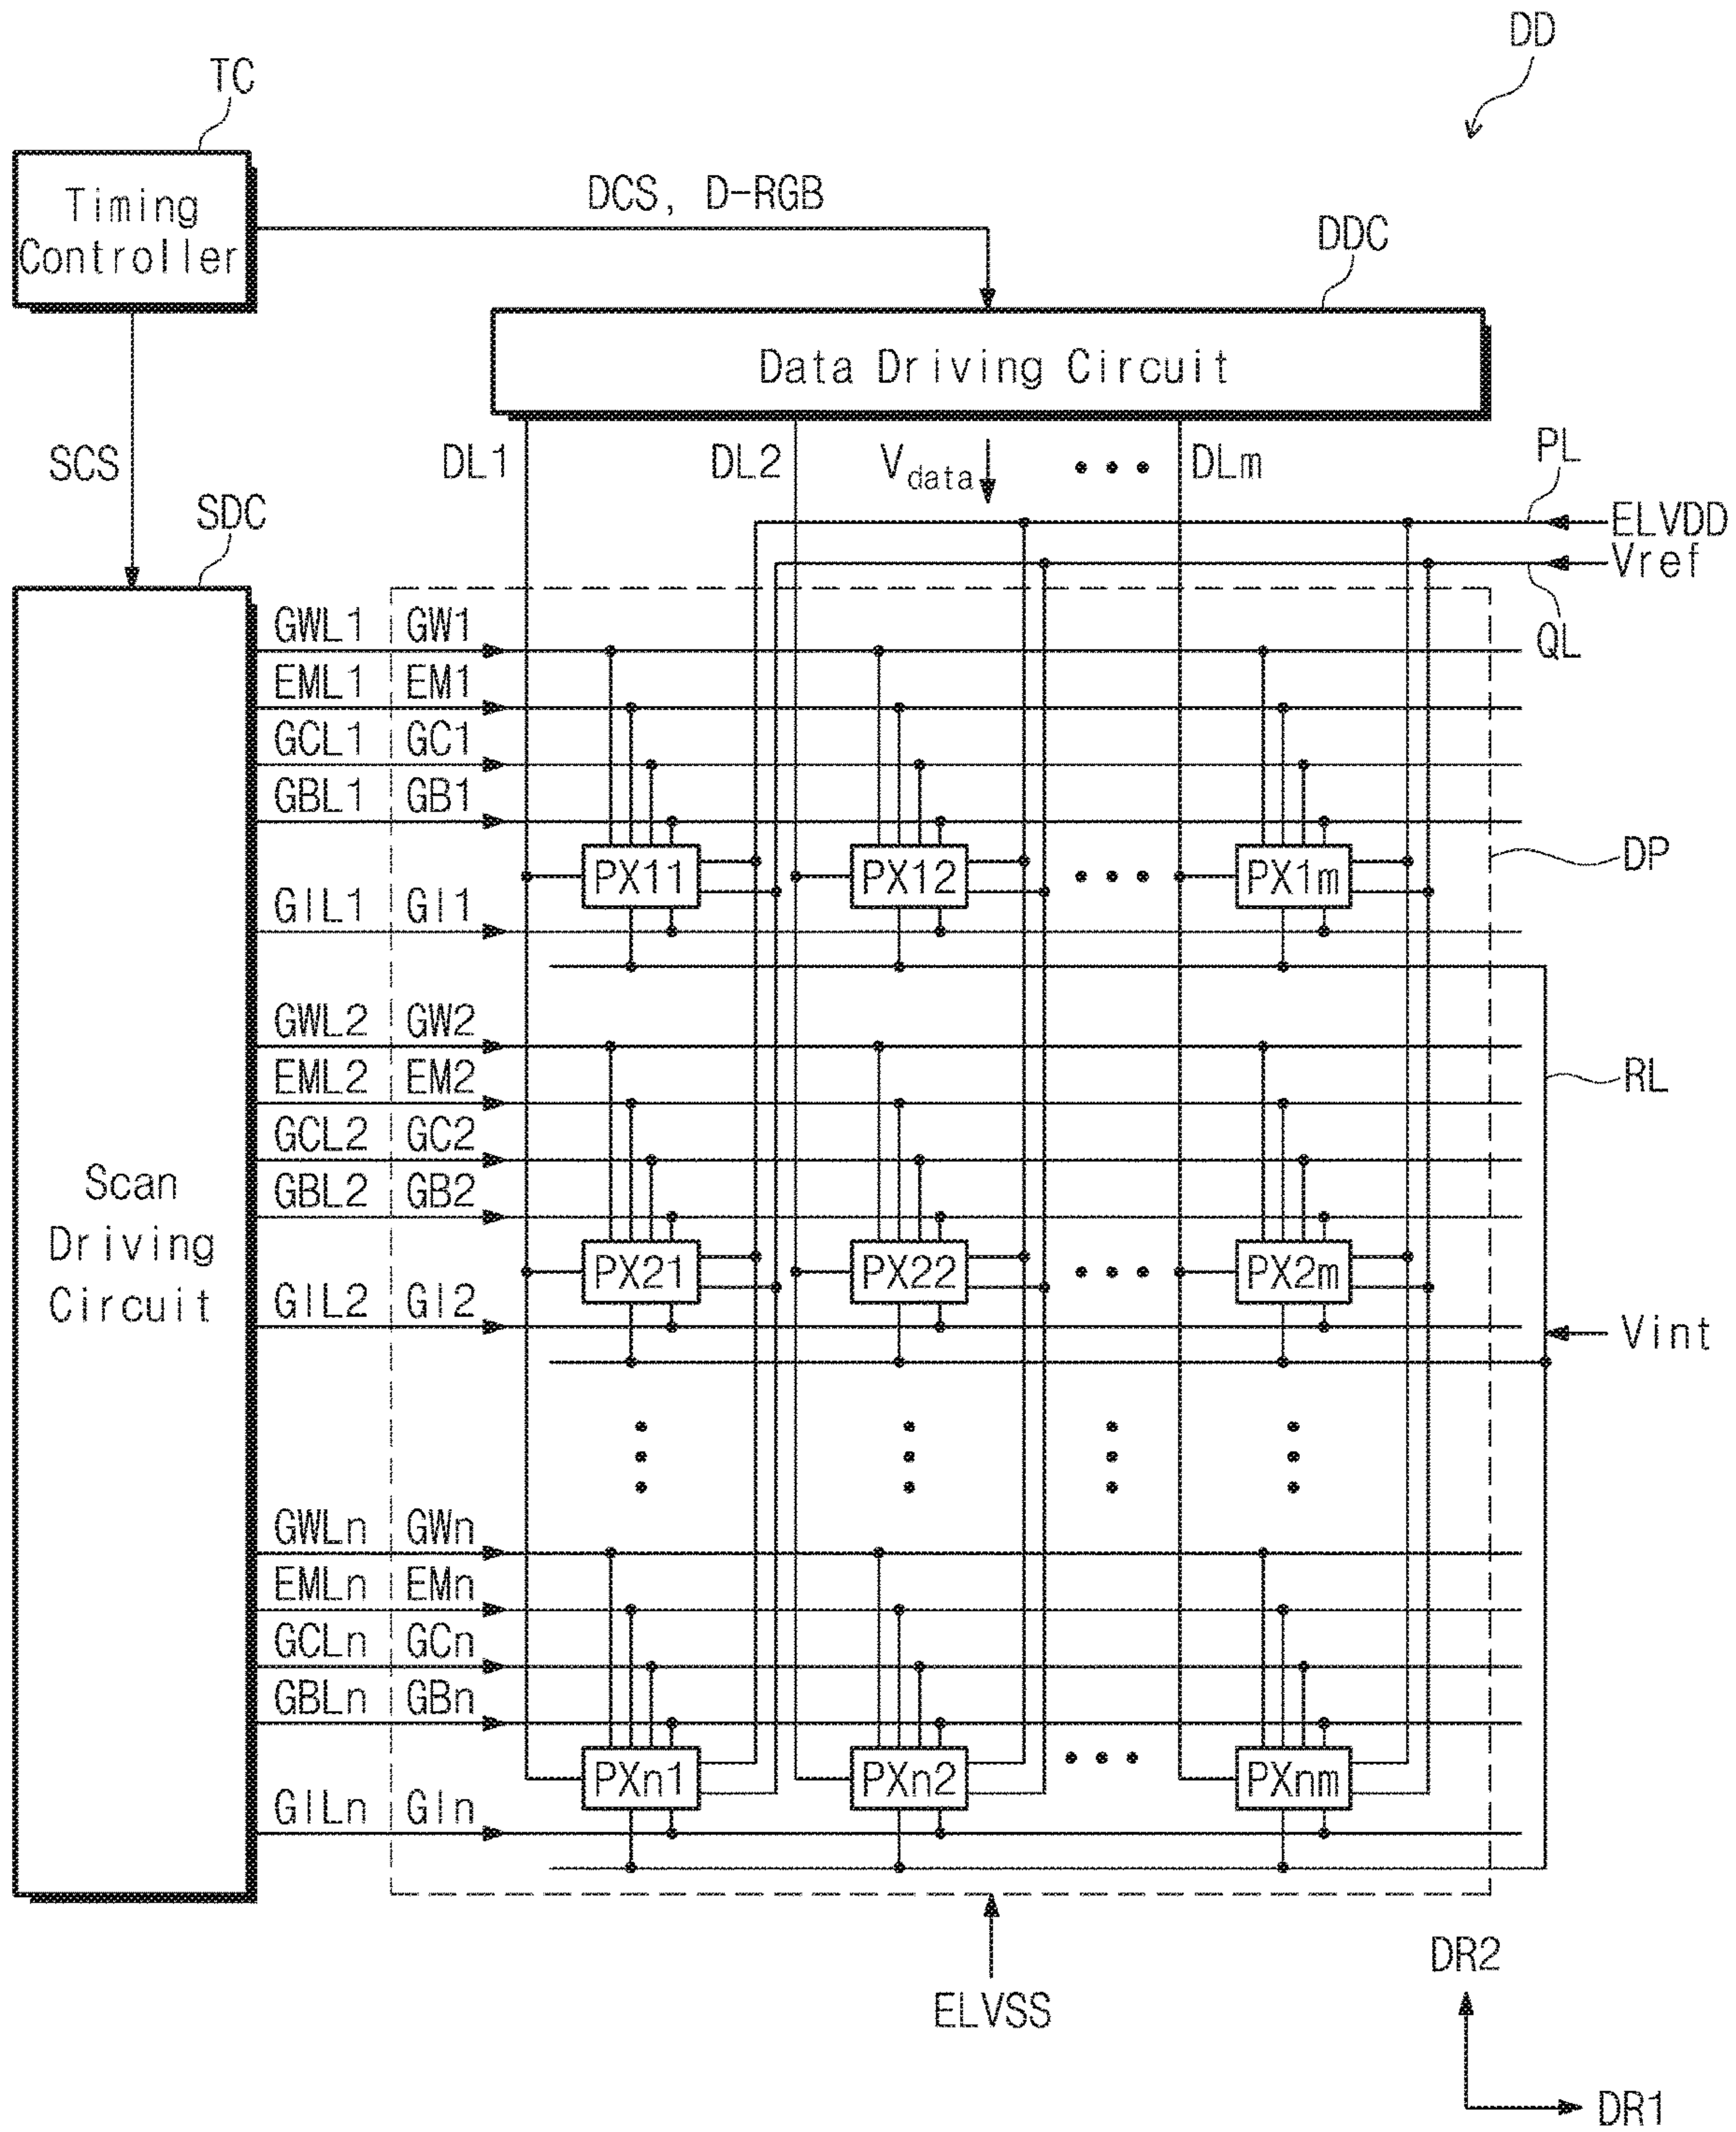 DD
TC
Timing
Controller
DCS, D-RGB
DDC
Data Driving Circuit
SCS
DL1
DL2
Vdata
DLm
PL
SDC
ELVDD
Vref
QL
GWL1 GW1
EML1 EM1
GCL1 GC1
GBL1 GB1
PX11 PX12 PX1m
DP
GIL1 GI1
GWL2 GW2
EML2 EM2
RL
GCL2 GC2
GBL2 GB2
Scan
Driving
Circuit
PX21 PX22 PX2m
GIL2 GI2
Vint
GWLn GWn
EMLn EMn
GCLn GCn
GBLn GBn
PXn1 PXn2 PXnm
GILn GIn
ELVSS
DR2
DR1